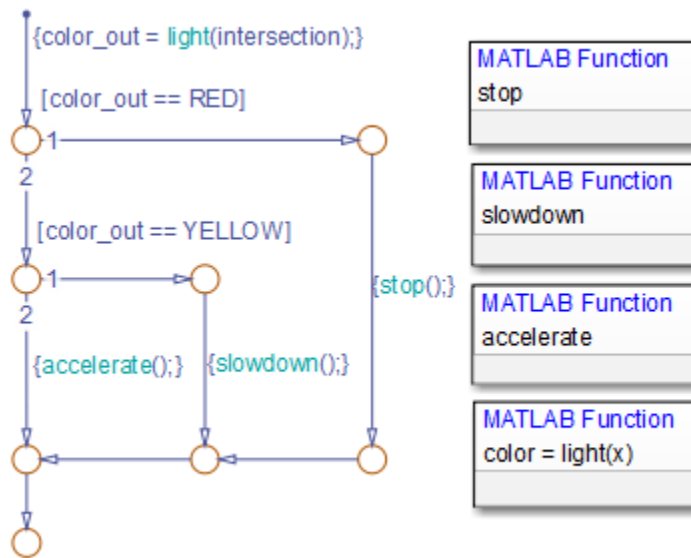 {color_out = light(intersection);}
[color_out == RED]
1
2
[color_out == YELLOW]
1
2
{stop();}
{accelerate();}
{slowdown();}
MATLAB Function
stop
MATLAB Function
slowdown
MATLAB Function
accelerate
MATLAB Function
color = light(x)